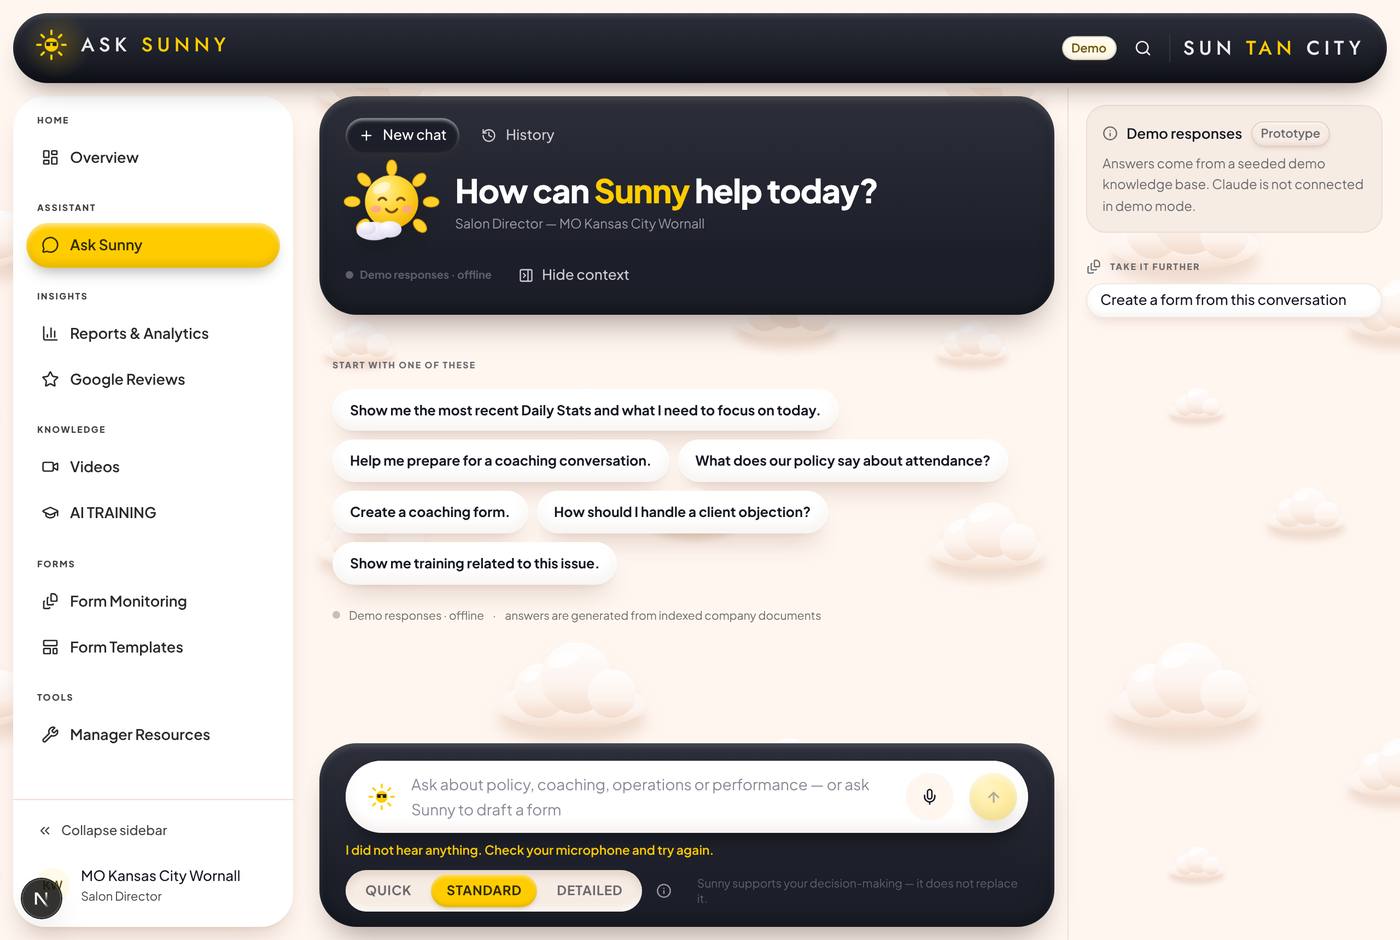 ASK SUNNY
Demo
SUN TAN CITY
HOME
Overview
ASSISTANT
Ask Sunny
INSIGHTS
Reports & Analytics
Google Reviews
KNOWLEDGE
Videos
AI TRAINING
FORMS
Form Monitoring
Form Templates
TOOLS
Manager Resources
Collapse sidebar
MO Kansas City Wornall
Salon Director
N
New chat
History
How can Sunny help today?
Salon Director — MO Kansas City Wornall
Demo responses · offline
Hide context
START WITH ONE OF THESE
Show me the most recent Daily Stats and what I need to focus on today.
Help me prepare for a coaching conversation.
What does our policy say about attendance?
Create a coaching form.
How should I handle a client objection?
Show me training related to this issue.
Demo responses · offline · answers are generated from indexed company documents
Ask about policy, coaching, operations or performance — or ask
Sunny to draft a form
I did not hear anything. Check your microphone and try again.
QUICK
STANDARD
DETAILED
Sunny supports your decision-making — it does not replace
it.
Demo responses
Prototype
Answers come from a seeded demo
knowledge base. Claude is not connected
in demo mode.
TAKE IT FURTHER
Create a form from this conversation